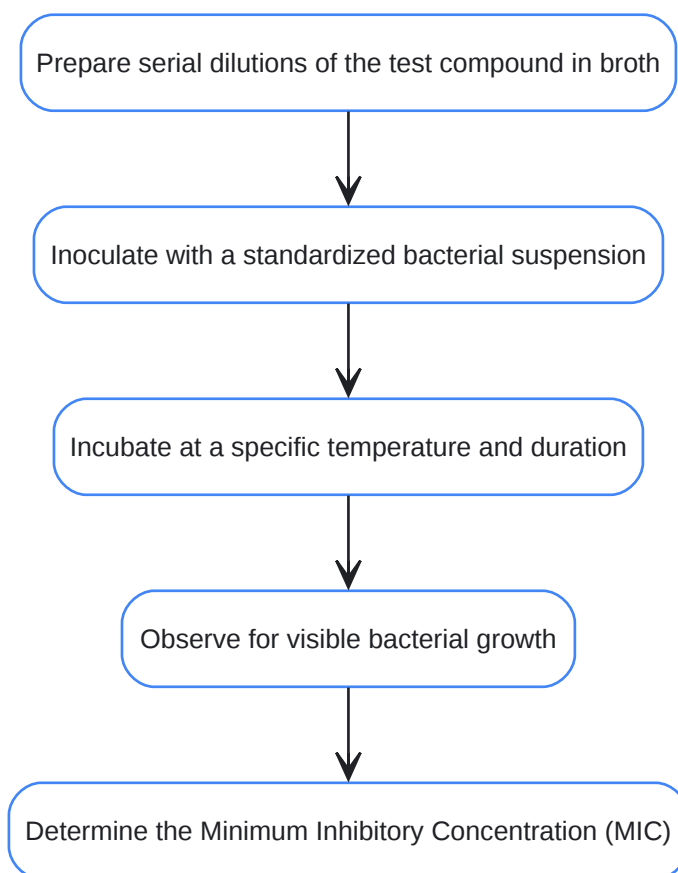 Prepare serial dilutions of the test compound in broth
Inoculate with a standardized bacterial suspension
Incubate at a specific temperature and duration
Observe for visible bacterial growth
Determine the Minimum Inhibitory Concentration (MIC)